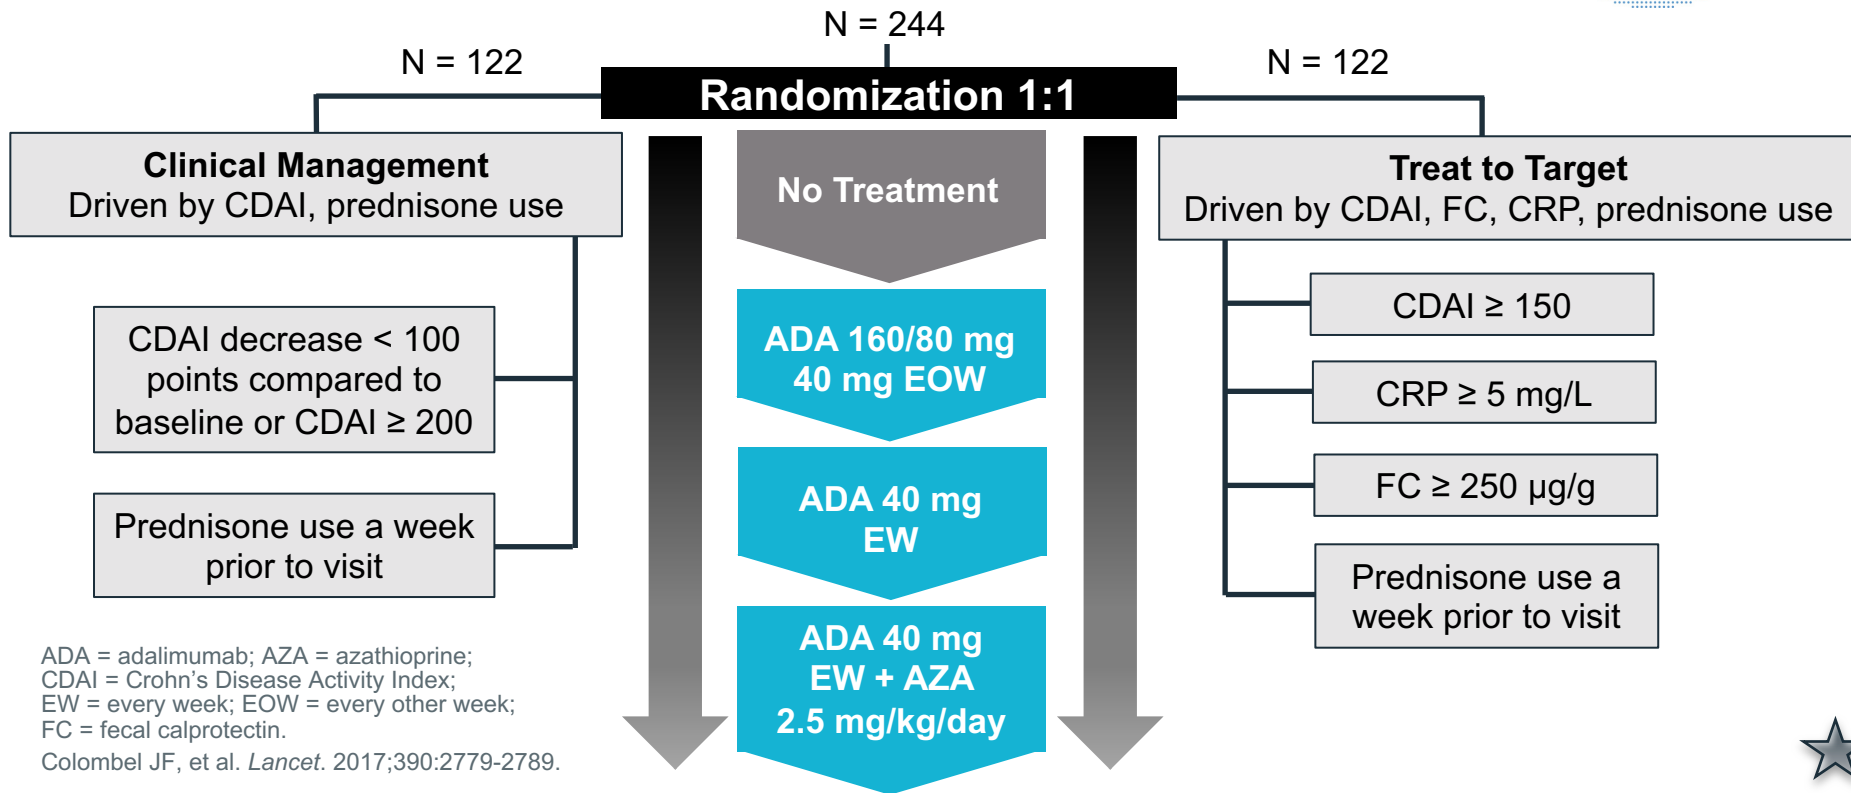 N = 244
N = 122
N = 122
Randomization 1:1
Clinical Management
Driven by CDAI, prednisone use
CDAI decrease < 100
points compared to
baseline or CDAI ≥ 200
Prednisone use a week
prior to visit
No Treatment
ADA 160/80 mg
40 mg EOW
ADA 40 mg
EW
ADA 40 mg
EW + AZA
2.5 mg/kg/day
Treat to Target
Driven by CDAI, FC, CRP, prednisone use
CDAI ≥ 150
CRP ≥ 5 mg/L
FC ≥ 250 µg/g
Prednisone use a
week prior to visit
ADA = adalimumab; AZA = azathioprine;
CDAI = Crohn's Disease Activity Index;
EW = every week; EOW = every other week;
FC = fecal calprotectin.
Colombel JF, et al. Lancet. 2017;390:2779-2789.